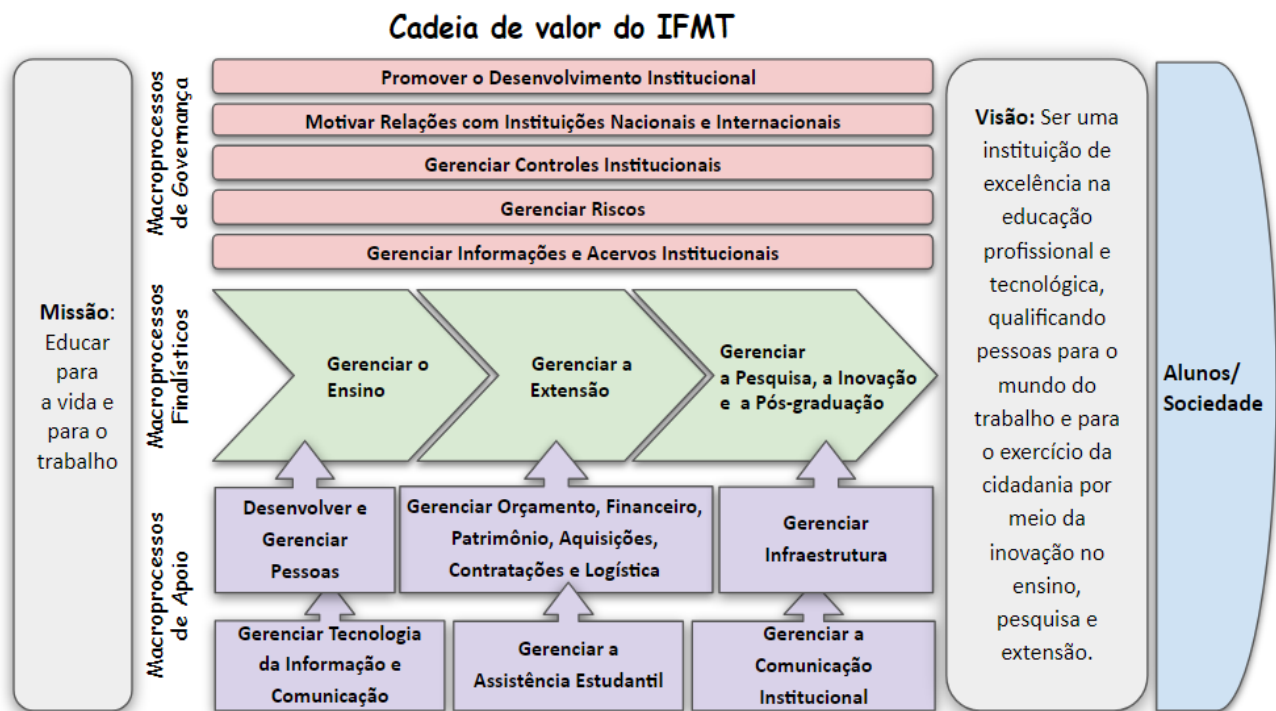 Cadeia de valor do IFMT
Missão:
Educar
para
a vida e
para o
trabalho
Macroprocessos
de Governança
Promover o Desenvolvimento Institucional
Motivar Relações com Instituições Nacionais e Internacionais
Gerenciar Controles Institucionais
Gerenciar Riscos
Gerenciar Informações e Acervos Institucionais
Macroprocessos
Finalísticos
Gerenciar o
Ensino
Gerenciar a
Extensão
Gerenciar
a Pesquisa, a Inovação
e a Pós-graduação
Macroprocessos
de Apoio
Desenvolver e
Gerenciar
Pessoas
Gerenciar Orçamento, Financeiro,
Patrimônio, Aquisições,
Contratações e Logística
Gerenciar
Infraestrutura
Gerenciar Tecnologia
da Informação e
Comunicação
Gerenciar a
Assistência Estudantil
Gerenciar a
Comunicação
Institucional
Visão: Ser uma
instituição de
excelência na
educação
profissional e
tecnológica,
qualificando
pessoas para o
mundo do
trabalho e para
o exercício da
cidadania por
meio da
inovação no
ensino,
pesquisa e
extensão.
Alunos/
Sociedade